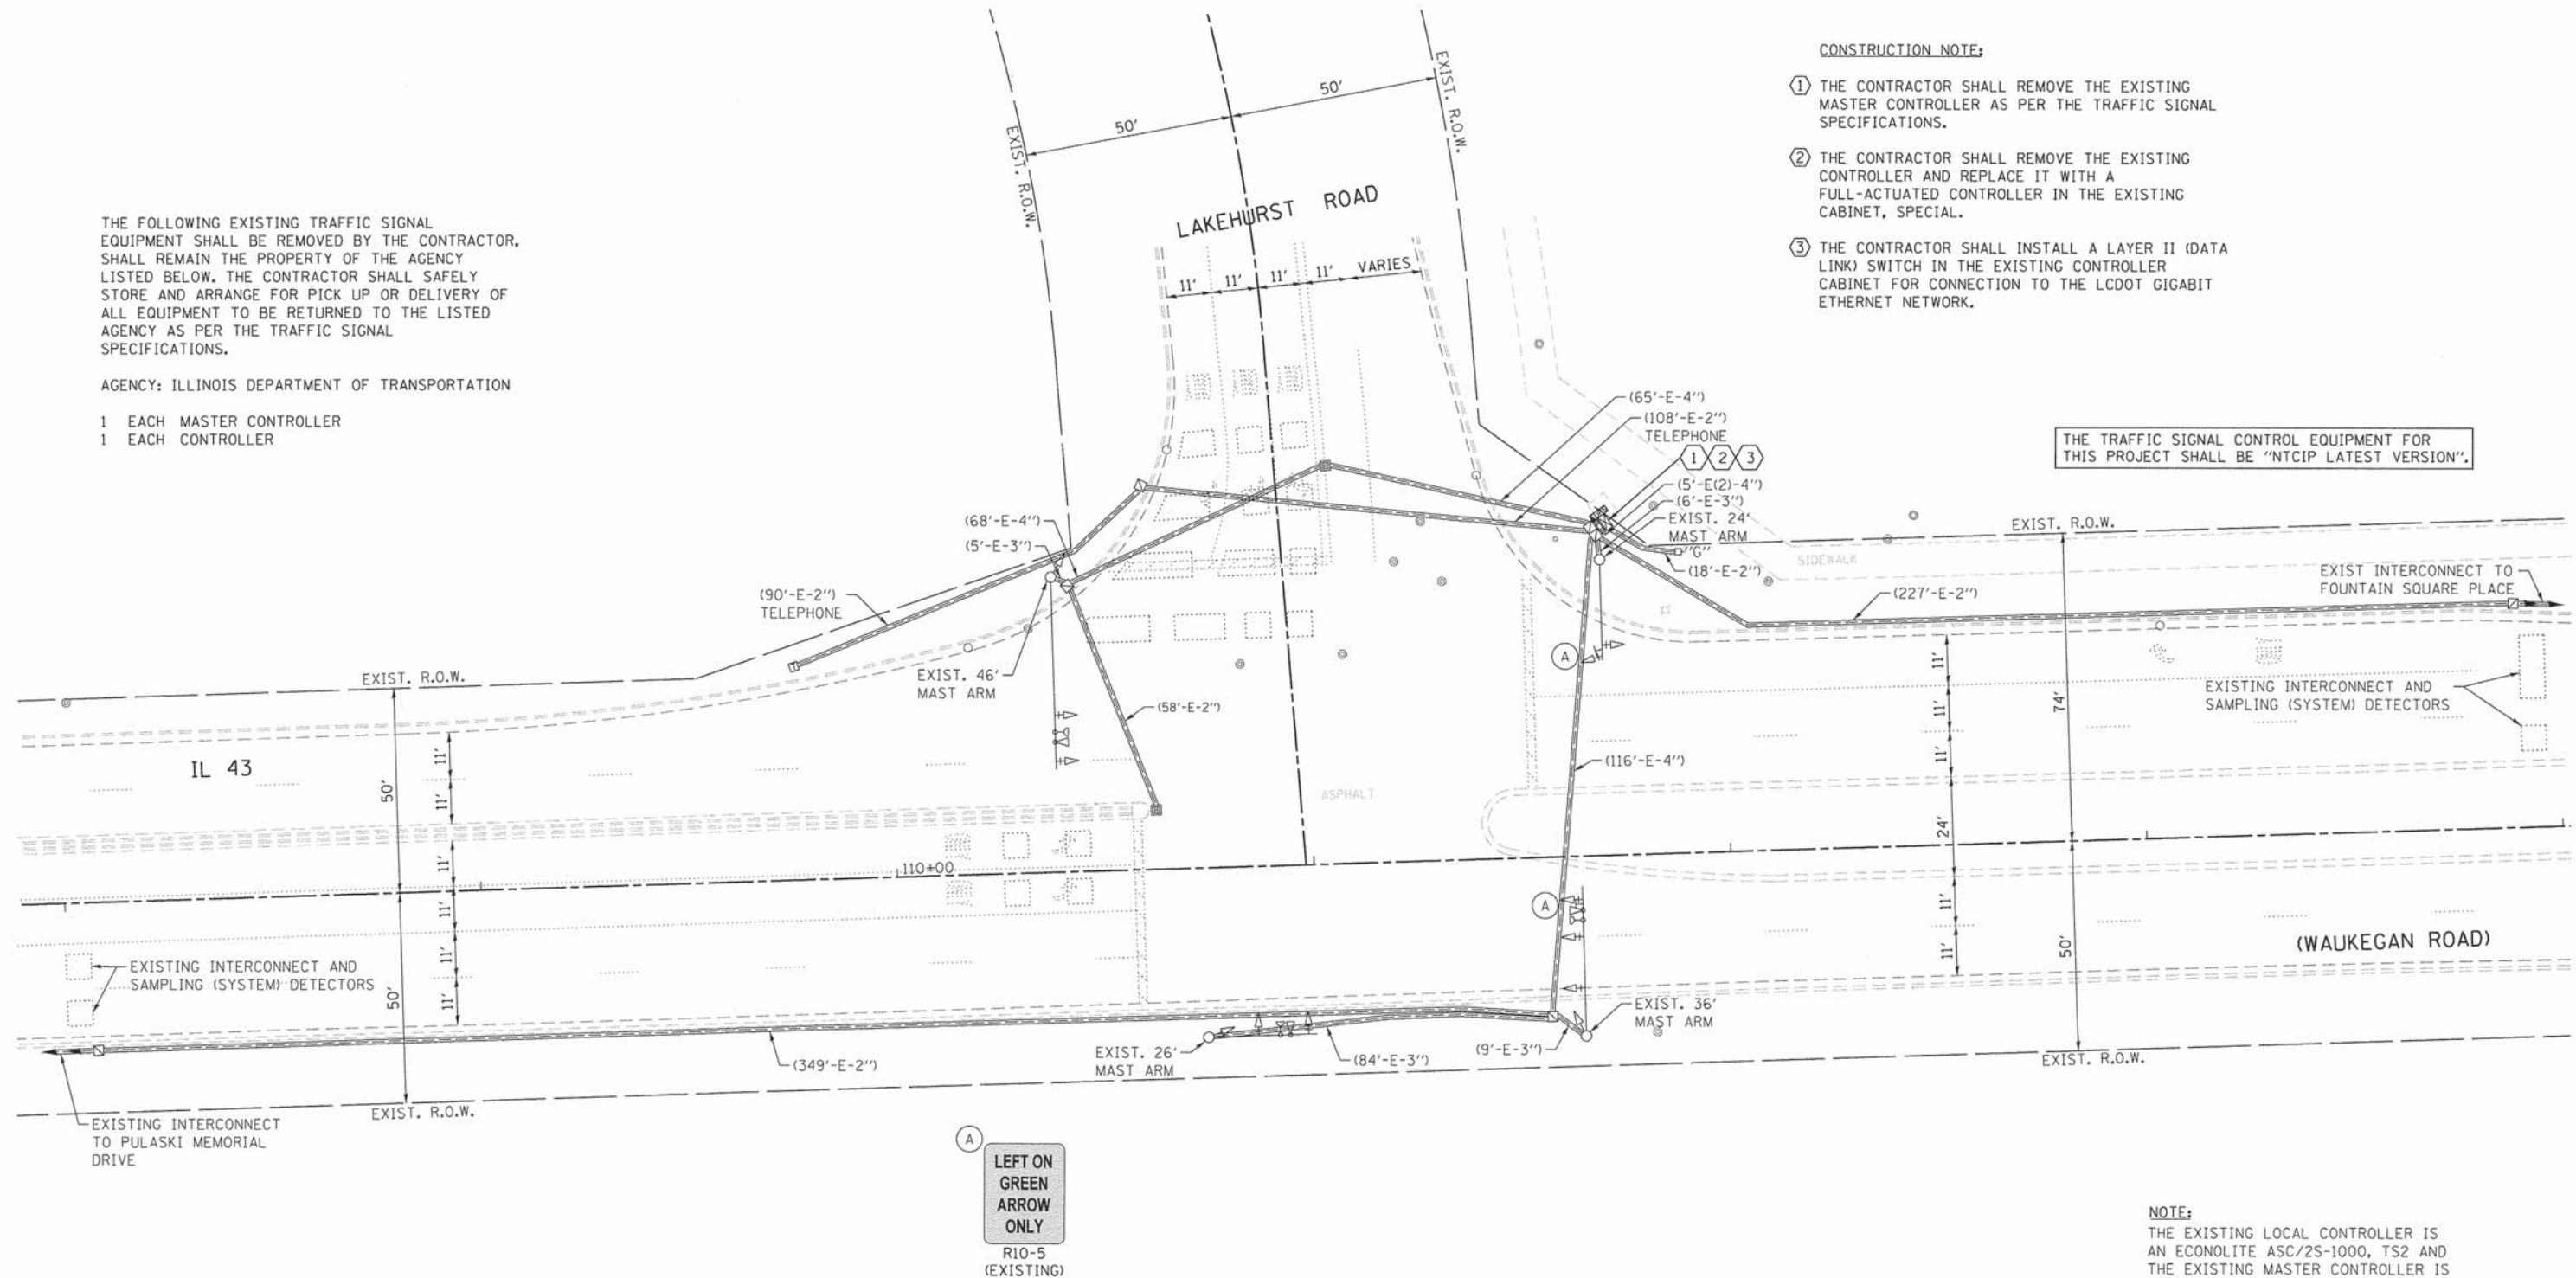 CONSTRUCTION NOTE:
1 THE CONTRACTOR SHALL REMOVE THE EXISTING
MASTER CONTROLLER AS PER THE TRAFFIC SIGNAL
SPECIFICATIONS.
2 THE CONTRACTOR SHALL REMOVE THE EXISTING
CONTROLLER AND REPLACE IT WITH A
FULL-ACTUATED CONTROLLER IN THE EXISTING
CABINET, SPECIAL.
3 THE CONTRACTOR SHALL INSTALL A LAYER II (DATA
LINK) SWITCH IN THE EXISTING CONTROLLER
CABINET FOR CONNECTION TO THE LCDOT GIGABIT
ETHERNET NETWORK.
THE FOLLOWING EXISTING TRAFFIC SIGNAL
EQUIPMENT SHALL BE REMOVED BY THE CONTRACTOR,
SHALL REMAIN THE PROPERTY OF THE AGENCY
LISTED BELOW. THE CONTRACTOR SHALL SAFELY
STORE AND ARRANGE FOR PICK UP OR DELIVERY OF
ALL EQUIPMENT TO BE RETURNED TO THE LISTED
AGENCY AS PER THE TRAFFIC SIGNAL
SPECIFICATIONS.
AGENCY: ILLINOIS DEPARTMENT OF TRANSPORTATION
1 EACH MASTER CONTROLLER
1 EACH CONTROLLER
50'
50'
EXIST. R.O.W.
EXIST. R.O.W.
LAKEHURST ROAD
11'
11'
11'
11'
VARIES
THE TRAFFIC SIGNAL CONTROL EQUIPMENT FOR
THIS PROJECT SHALL BE "NTCIP LATEST VERSION".
(65'-E-4")
(108'-E-2")
TELEPHONE
1 2 3
(5'-E(2)-4")
(6'-E-3")
EXIST. 24'
MAST ARM
"G"
(18'-E-2")
(68'-E-4")
(5'-E-3")
(90'-E-2")
TELEPHONE
EXIST. 46'
MAST ARM
(58'-E-2")
SIDEWALK
EXIST. R.O.W.
EXIST INTERCONNECT TO
FOUNTAIN SQUARE PLACE
(227'-E-2")
A
EXISTING INTERCONNECT AND
SAMPLING (SYSTEM) DETECTORS
11'
11'
11'
24'
11'
11'
74'
50'
EXIST. R.O.W.
IL 43
50'
50'
11'
11'
11'
11'
11'
11'
110+00
ASPHALT
(116'-E-4")
A
(WAUKEGAN ROAD)
EXISTING INTERCONNECT AND
SAMPLING (SYSTEM) DETECTORS
EXIST. 36'
MAST ARM
(349'-E-2")
EXIST. 26'
MAST ARM
(84'-E-3")
(9'-E-3")
EXIST. R.O.W.
EXIST. R.O.W.
EXISTING INTERCONNECT
TO PULASKI MEMORIAL
DRIVE
A
LEFT ON
GREEN
ARROW
ONLY
R10-5
(EXISTING)
NOTE:
THE EXISTING LOCAL CONTROLLER IS
AN ECONOLITE ASC/2S-1000, TS2 AND
THE EXISTING MASTER CONTROLLER IS